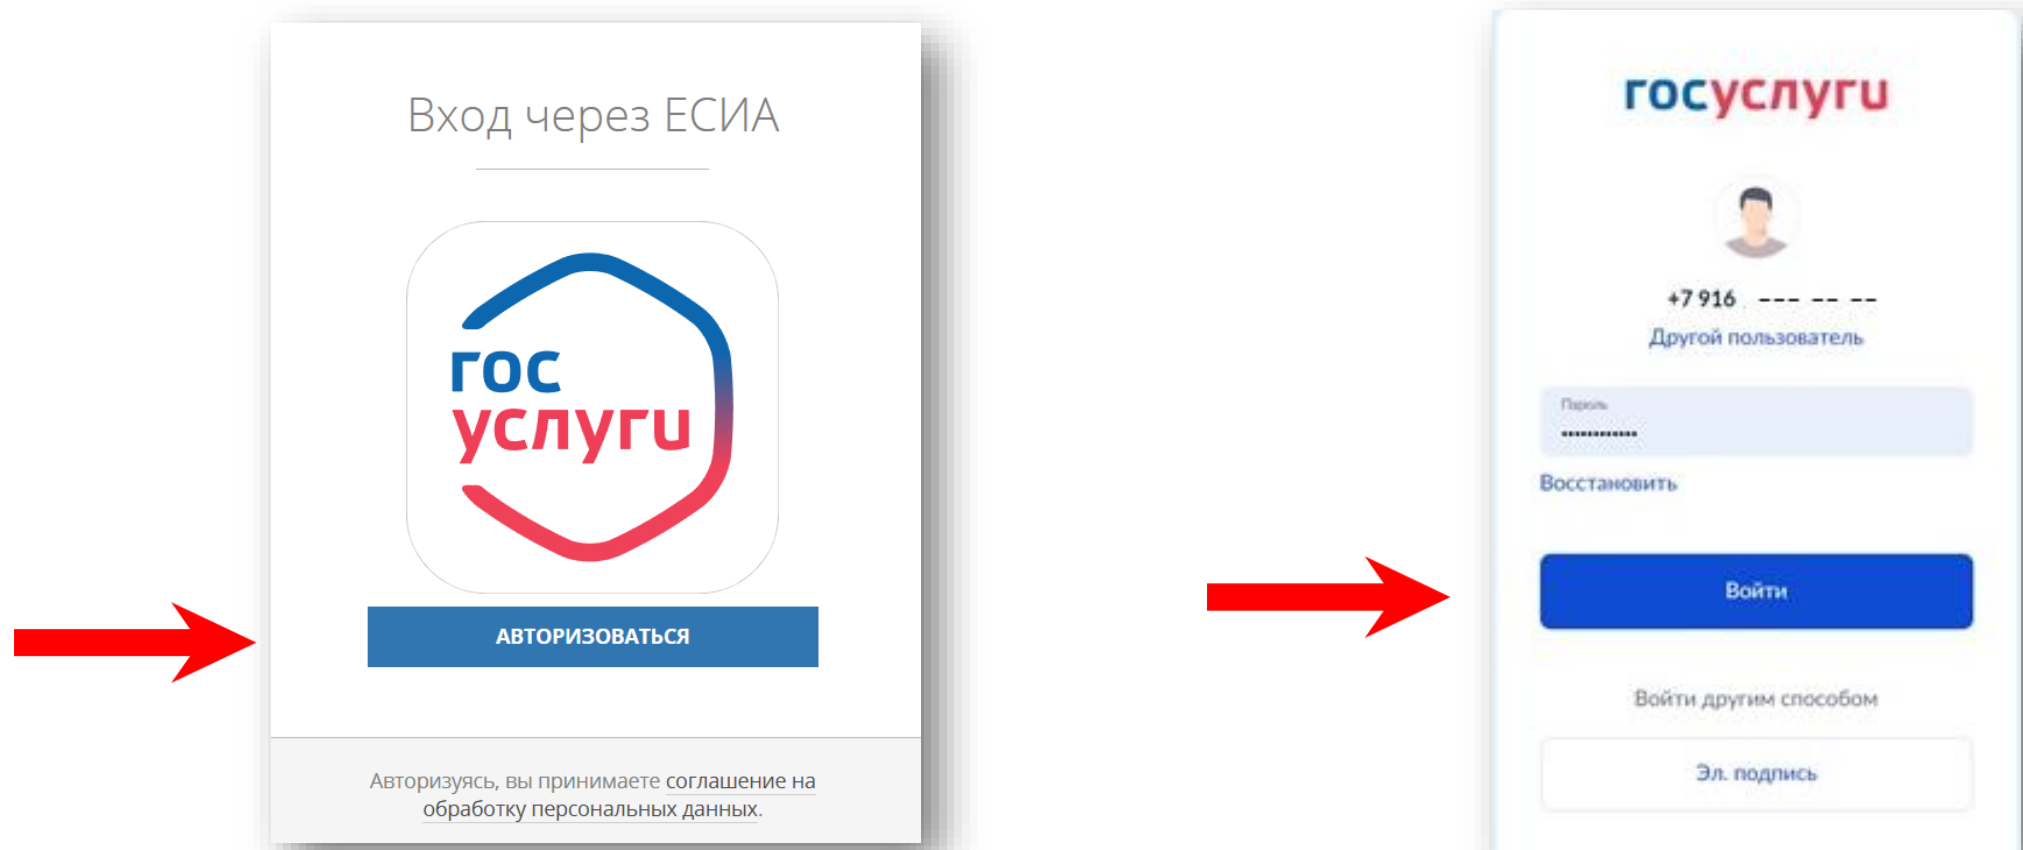 Вход через ЕСИА
гос
услуги
АВТОРИЗОВАТЬСЯ
Авторизуясь, вы принимаете соглашение на
обработку персональных данных.
госуслуги
+7 916 --- -- --
Другой пользователь
Пароль
••••••••••••
Восстановить
Войти
Войти другим способом
Эл. подпись